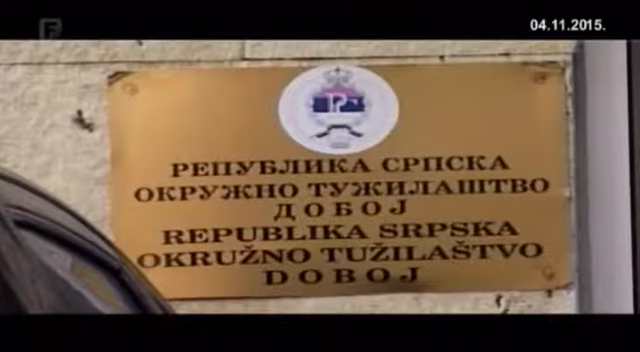 F
04.11.2015.
РЕПУБЛИКА СРПСКА
ОКРУЖНО ТУЖИЛАШТВО
ДОБОЈ
REPUBLIKA SRPSKA
OKRUŽNO TUŽILAŠTVO
DOBOJ